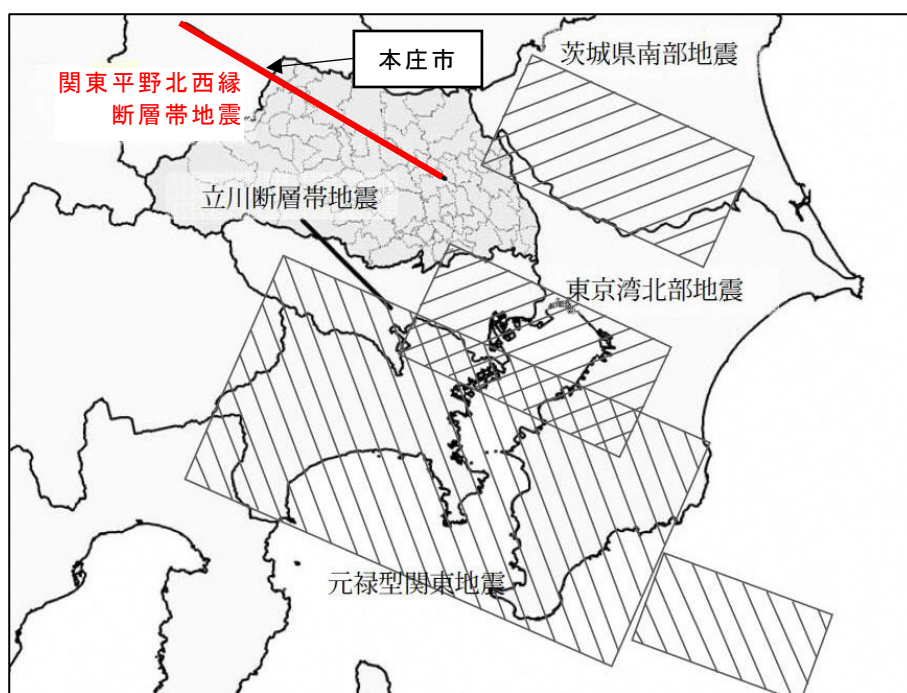 本庄市
茨城県南部地震
関東平野北西縁
断層帯地震
立川断層帯地震
東京湾北部地震
元禄型関東地震